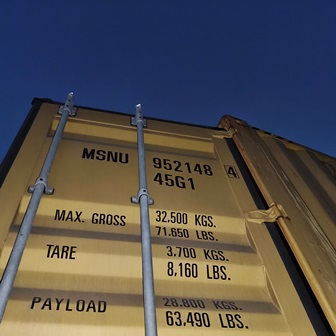 MSNU 952148 4
45G1
MAX. GROSS 32.500 KGS.
71.650 LBS.
TARE 3.700 KGS.
8.160 LBS.
PAYLOAD 28.800 KGS.
63.490 LBS.